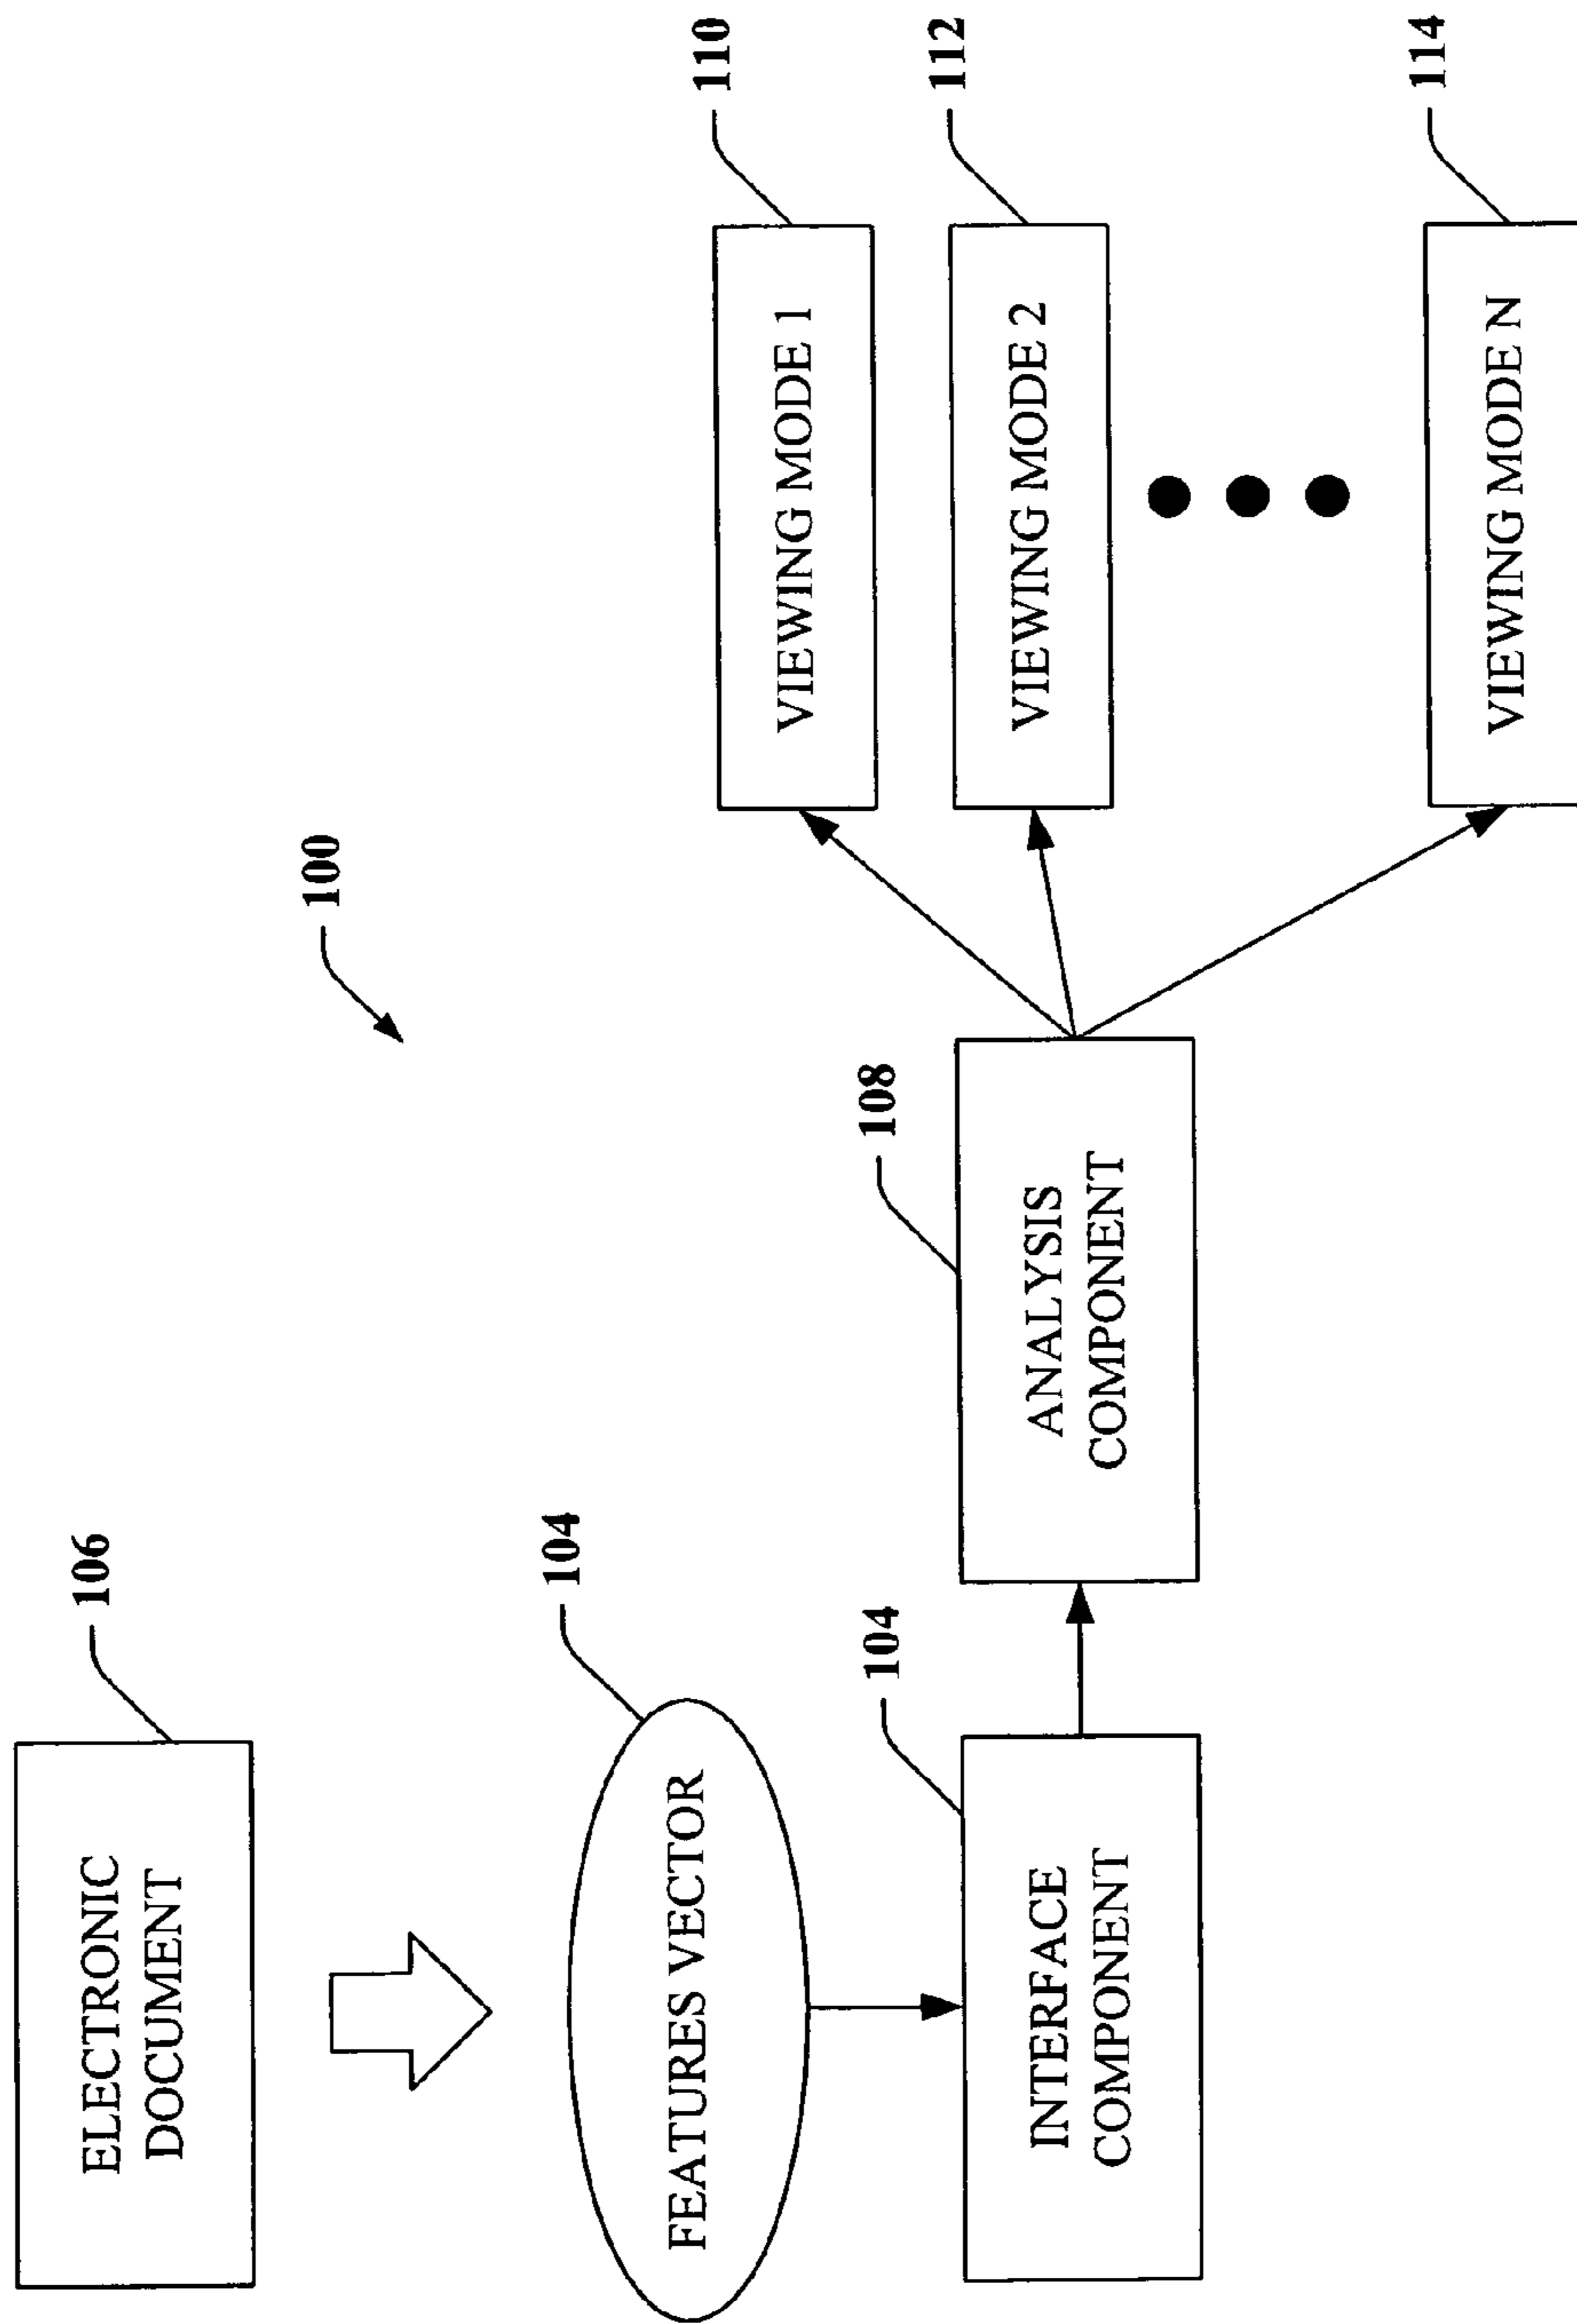 100
ELECTRONIC
DOCUMENT
106
FEATURES VECTOR
104
INTERFACE
COMPONENT
104
ANALYSIS
COMPONENT
108
VIEWING MODE 1
110
VIEWING MODE 2
112
VIEWING MODE N
114